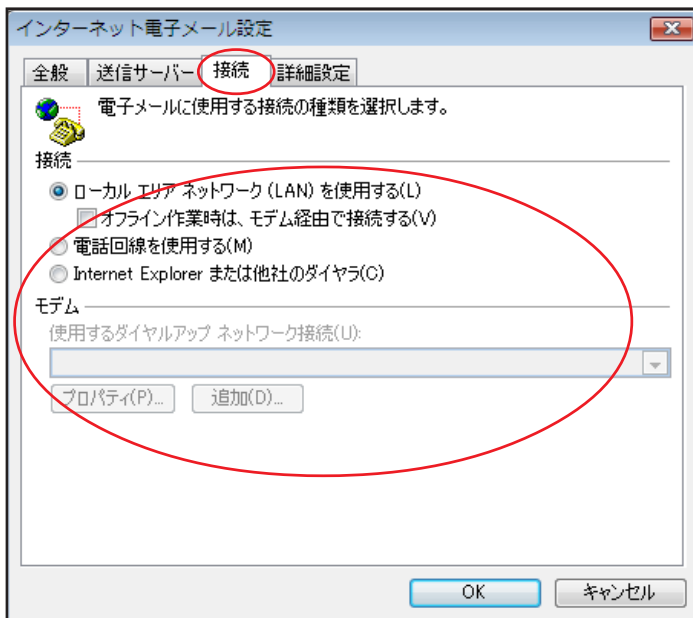 インターネット電子メール設定
全般 送信サーバー 接続 詳細設定
電子メールに使用する接続の種類を選択します。
接続
ローカル エリア ネットワーク (LAN) を使用する(L)
オフライン作業時は、モデム経由で接続する(V)
電話回線を使用する(M)
Internet Explorer または他社のダイヤラ(C)
モデム
使用するダイヤルアップ ネットワーク接続(U):
プロパティ(P)... 追加(D)...
OK キャンセル